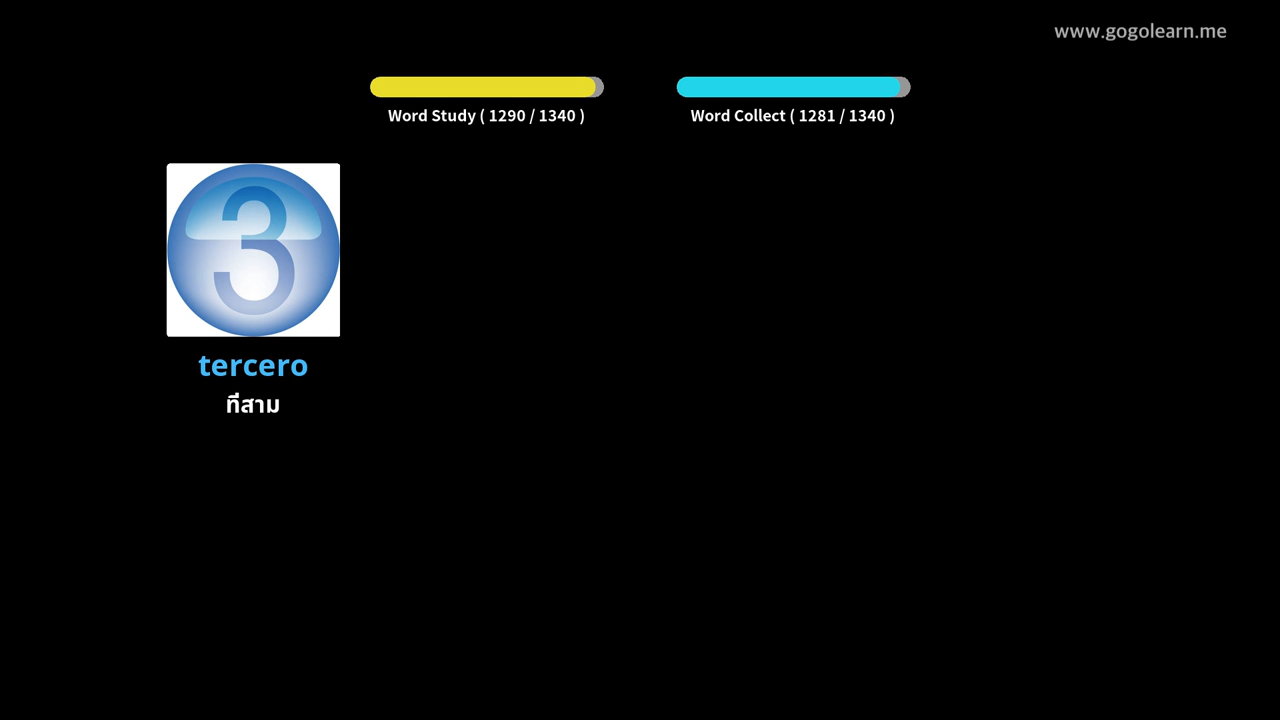 www.gogolearn.me
Word Study ( 1290 / 1340 )
Word Collect ( 1281 / 1340 )
3
tercero
ที่สาม